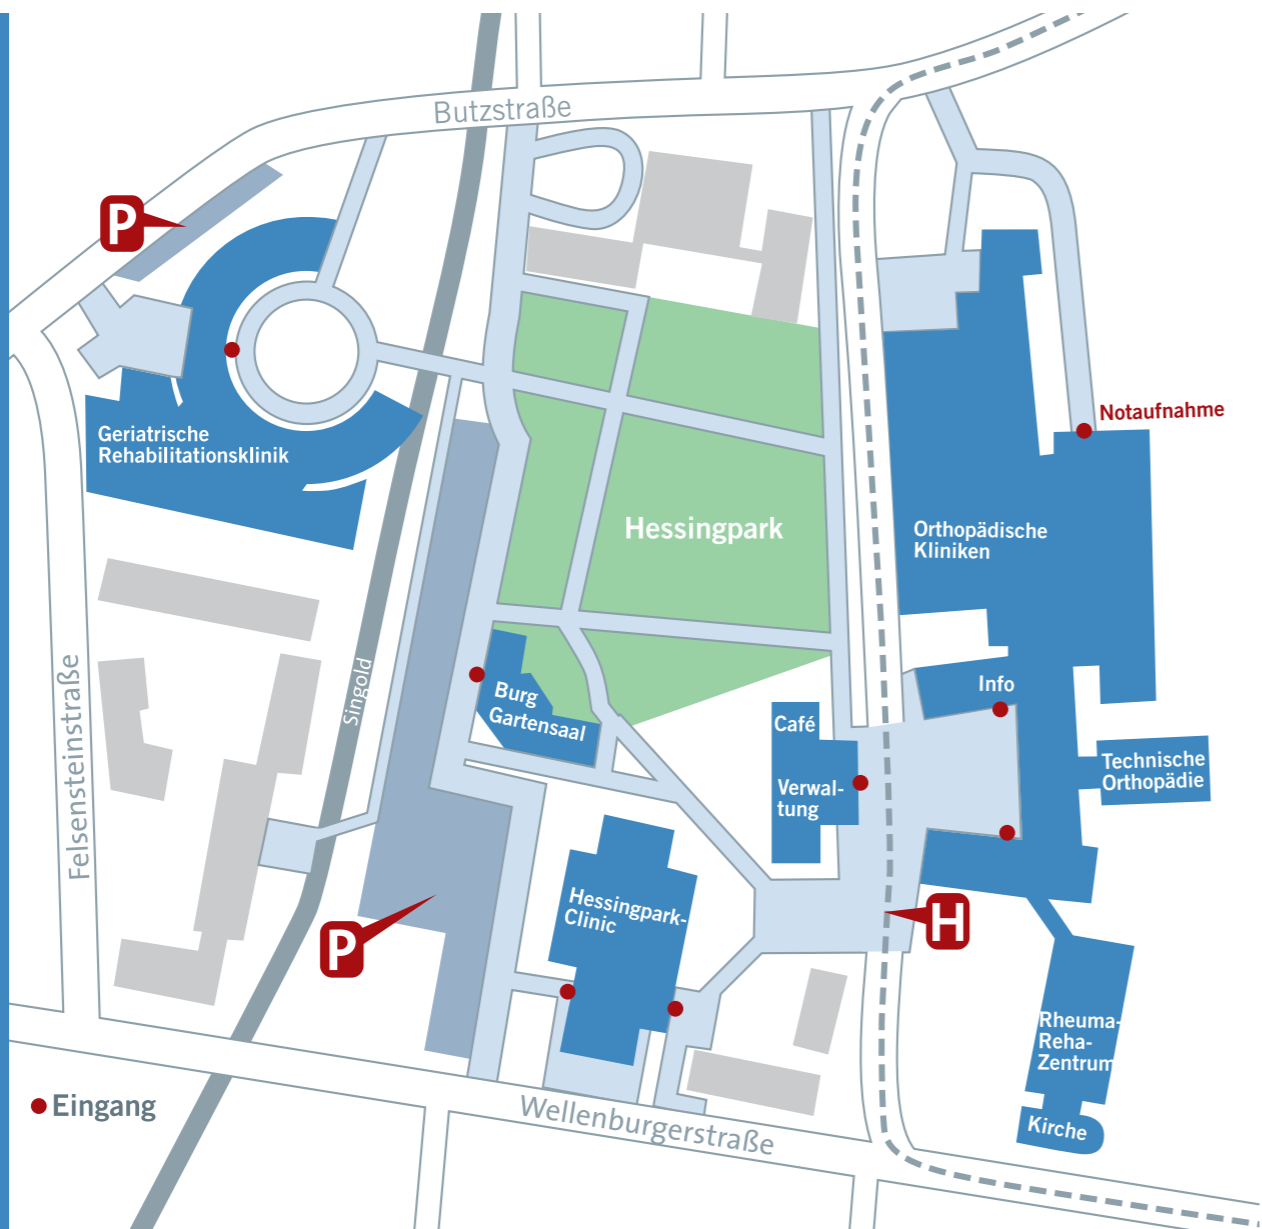 Butzstraße
P
Notaufnahme
Geriatrische
Rehabilitationsklinik
Hessingpark
Orthopädische
Kliniken
Felsensteinstraße
Singold
Burg
Gartensaal
Info
Café
Verwal-
tung
Technische
Orthopädie
Hessingpark-
Clinic
P
H
Rheuma-
Reha-
Zentrum
Kirche
Eingang
Wellenburgerstraße